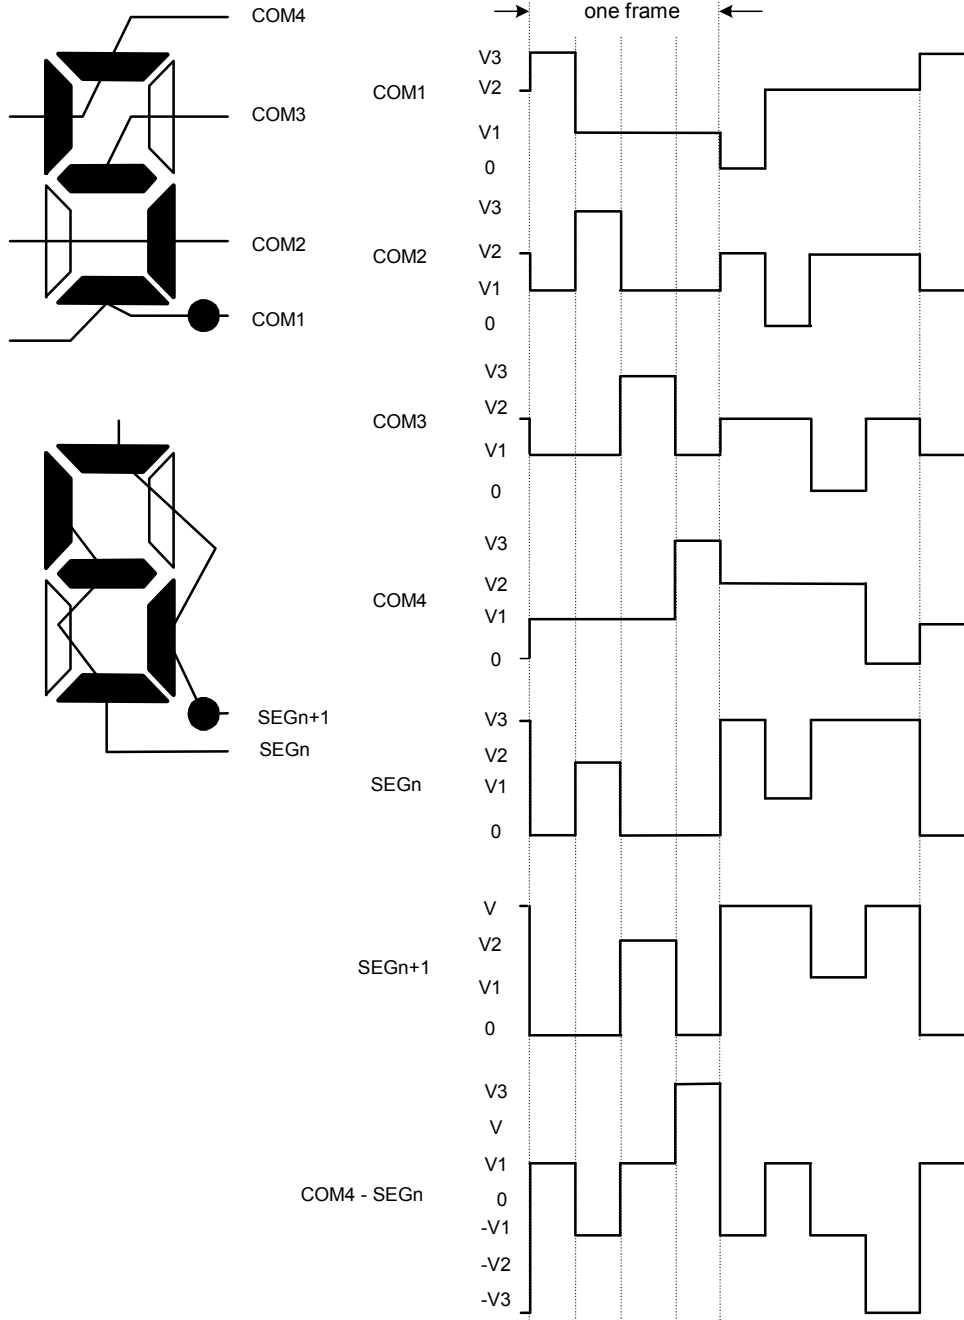 COM4
COM3
COM2
COM1
SEGn+1
SEGn
one frame
COM1
V3
V2
V1
0
COM2
V3
V2
V1
0
COM3
V3
V2
V1
0
COM4
V3
V2
V1
0
SEGn
V3
V2
V1
0
SEGn+1
V
V2
V1
0
COM4 - SEGn
V3
V
V1
0
-V1
-V2
-V3